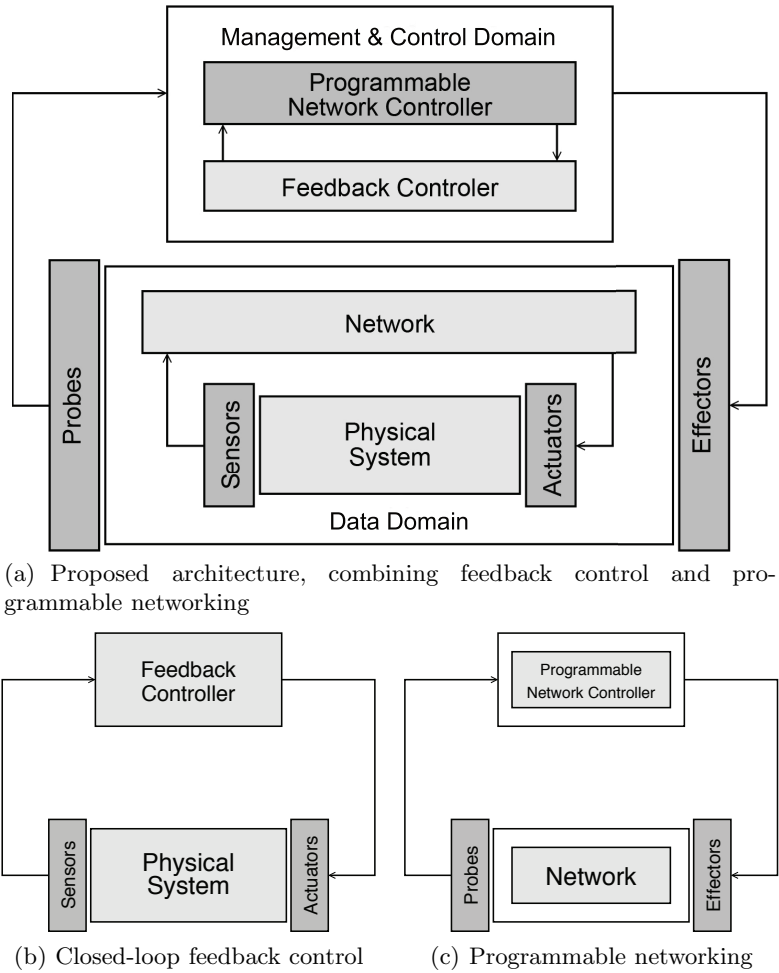 Management & Control Domain
Programmable
Network Controller
Feedback Controler
Probes
Network
Sensors
Physical
System
Actuators
Effectors
Data Domain
(a) Proposed architecture, combining feedback control and pro-
grammable networking
Feedback
Controller
Sensors
Physical
System
Actuators
(b) Closed-loop feedback control
Programmable
Network Controller
Probes
Network
Effectors
(c) Programmable networking